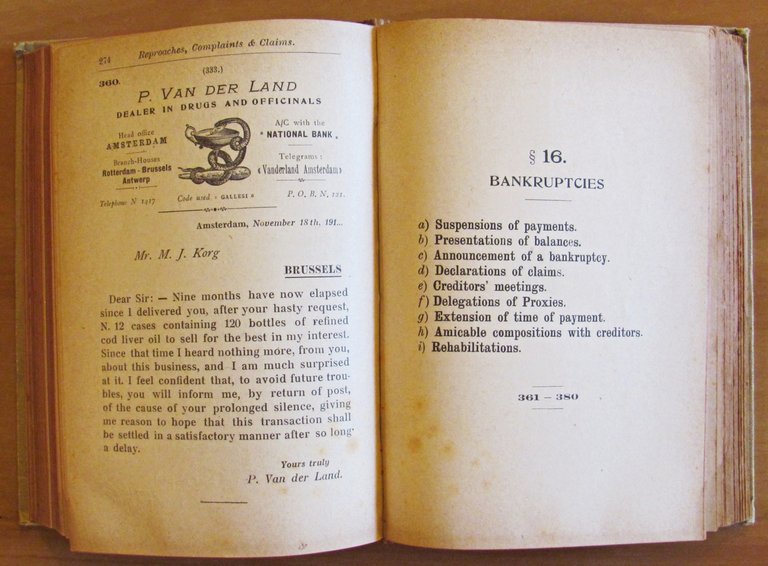 274 Reproaches, Complaints & Claims.
360. (333.)
P. VAN DER LAND
DEALER IN DRUGS AND OFFICINALS
Head office
AMSTERDAM
Branch-Houses
Rotterdam - Brussels
Antwerp
Telephone N 1417
Code used : GALLESI
A/C with the
" NATIONAL BANK "
Telegrams :
« Vanderland Amsterdam »
P. O. B. N, 121.
Amsterdam, November 18th. 191...
Mr. M. J. Korg
BRUSSELS
Dear Sir: — Nine months have now elapsed
since I delivered you, after your hasty request,
N. 12 cases containing 120 bottles of refined
cod liver oil to sell for the best in my interest.
Since that time I heard nothing more, from you,
about this business, and I am much surprised
at it. I feel confident that, to avoid future trou-
bles, you will inform me, by return of post,
of the cause of your prolonged silence, giving
me reason to hope that this transaction shall
be settled in a satisfactory manner after so long
a delay.
Yours truly
P. Van der Land.
§ 16.
BANKRUPTCIES
a) Suspensions of payments.
b) Presentations of balances.
c) Announcement of a bankruptcy.
d) Declarations of claims.
e) Creditors' meetings.
f) Delegations of Proxies.
g) Extension of time of payment.
h) Amicable compositions with creditors.
i) Rehabilitations.
361 – 380